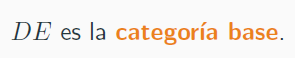 DE es la categoría base.